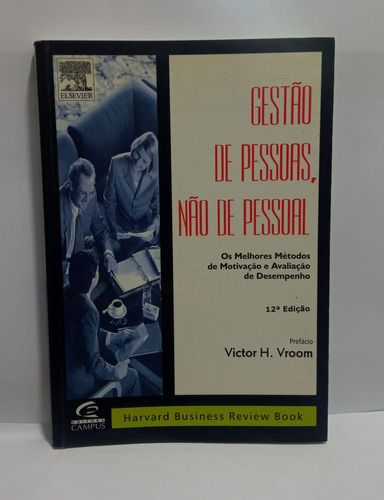 ELSEVIER
GESTÃO
DE PESSOAS,
NÃO DE PESSOAL
Os Melhores Métodos
de Motivação e Avaliação
de Desempenho
12ª Edição
Prefácio
Victor H. Vroom
EDITORA
CAMPUS
Harvard Business Review Book